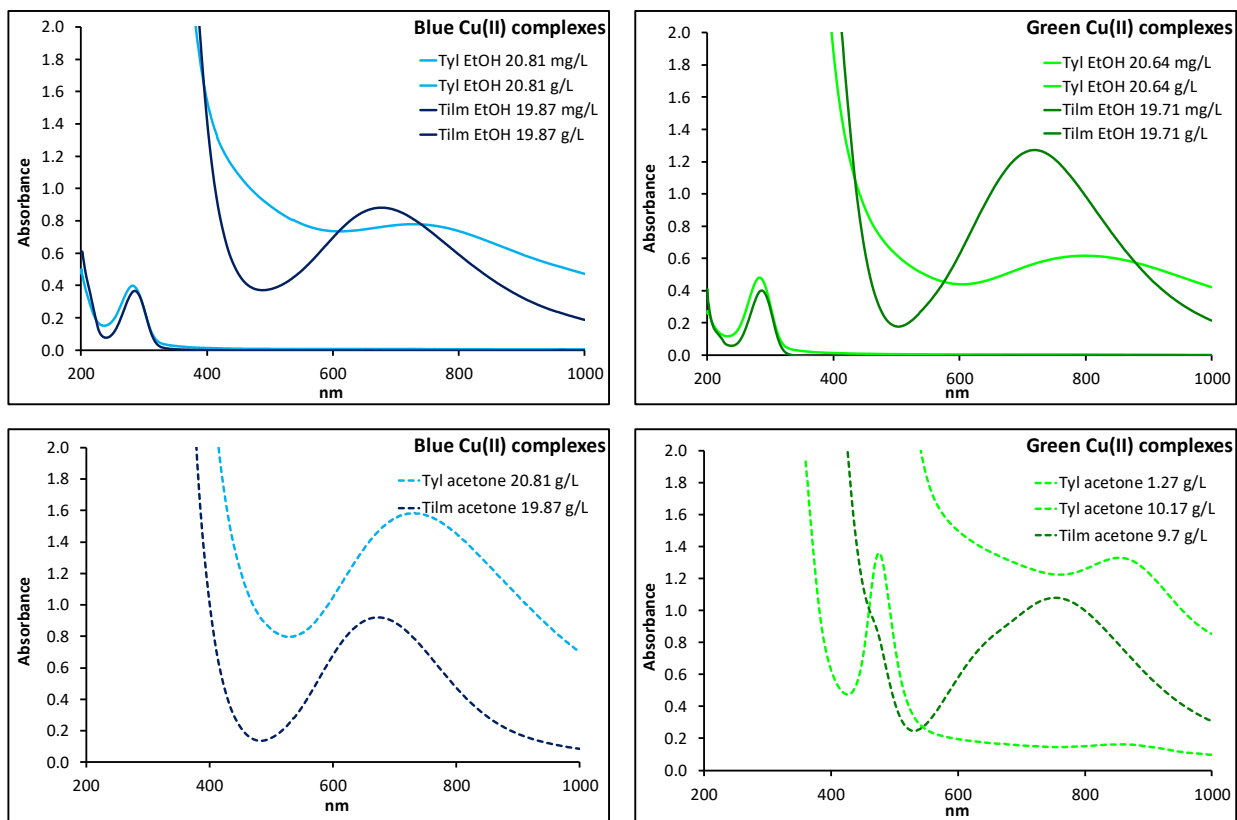 Blue Cu(II) complexes
2.0
1.8
1.6
1.4
1.2
1.0
0.8
0.6
0.4
0.2
0.0
Absorbance
Tyl EtOH 20.81 mg/L
Tyl EtOH 20.81 g/L
Tilm EtOH 19.87 mg/L
Tilm EtOH 19.87 g/L
200 400 600 800 1000
nm
Green Cu(II) complexes
2.0
1.8
1.6
1.4
1.2
1.0
0.8
0.6
0.4
0.2
0.0
Absorbance
Tyl EtOH 20.64 mg/L
Tyl EtOH 20.64 g/L
Tilm EtOH 19.71 mg/L
Tilm EtOH 19.71 g/L
200 400 600 800 1000
nm
Blue Cu(II) complexes
2.0
1.8
1.6
1.4
1.2
1.0
0.8
0.6
0.4
0.2
0.0
Absorbance
Tyl acetone 20.81 g/L
Tilm acetone 19.87 g/L
200 400 600 800 1000
nm
Green Cu(II) complexes
2.0
1.8
1.6
1.4
1.2
1.0
0.8
0.6
0.4
0.2
0.0
Absorbance
Tyl acetone 1.27 g/L
Tyl acetone 10.17 g/L
Tilm acetone 9.7 g/L
200 400 600 800 1000
nm